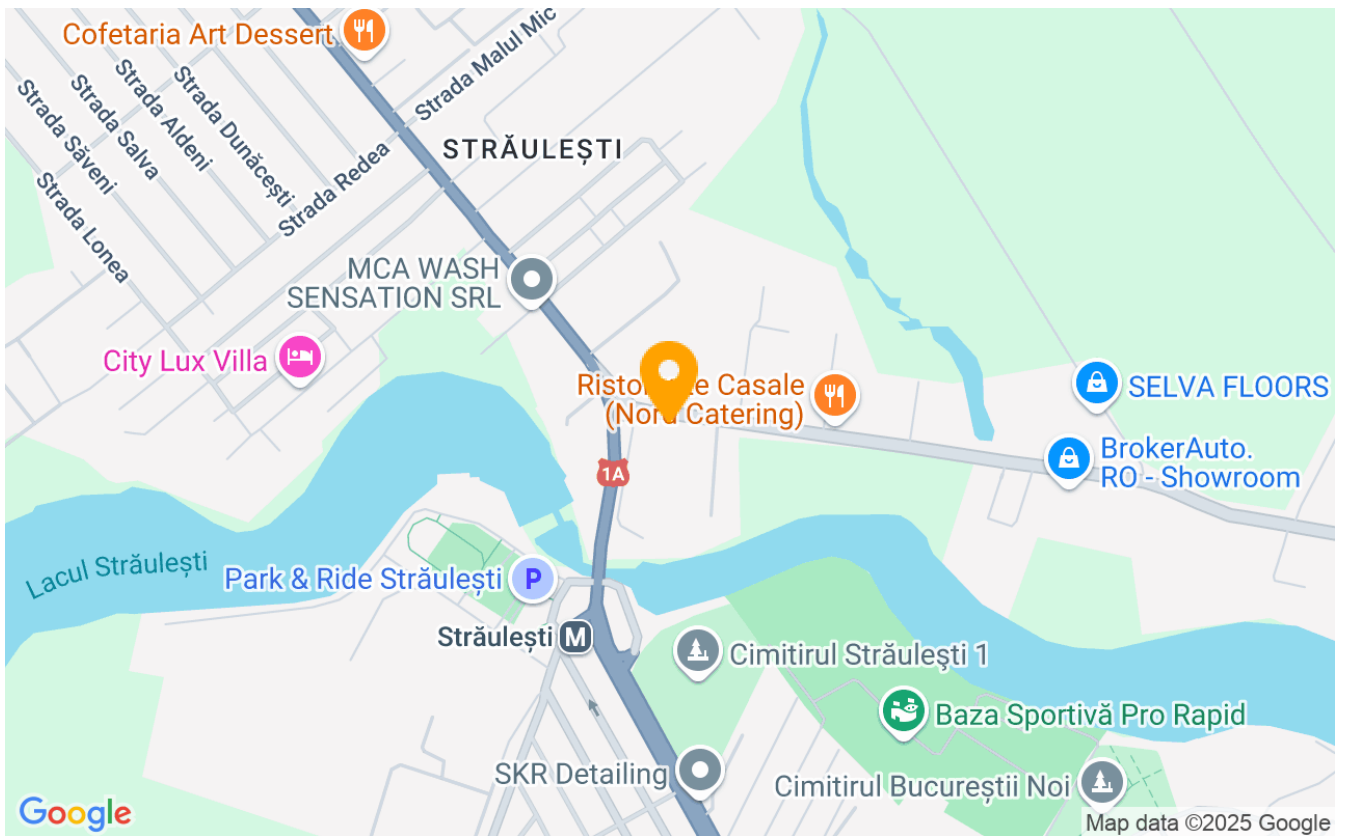 Cofetaria Art Dessert
Strada Malul Mic
Strada Dunăcești
Strada Aldeni
Strada Salva
Strada Săveni
Strada Redea
Strada Lonea
STRĂULEȘTI
MCA WASH
SENSATION SRL
City Lux Villa
Casale
Catering)
SELVA FLOORS
BrokerAuto.
RO - Showroom
1A
Lacul Străulești
Park & Ride Străulești
P
Străulești M
Cimitirul Străuleşti 1
Baza Sportivă Pro Rapid
SKR Detailing
Cimitirul Bucureștii Noi
Google
Map data ©2025 Google